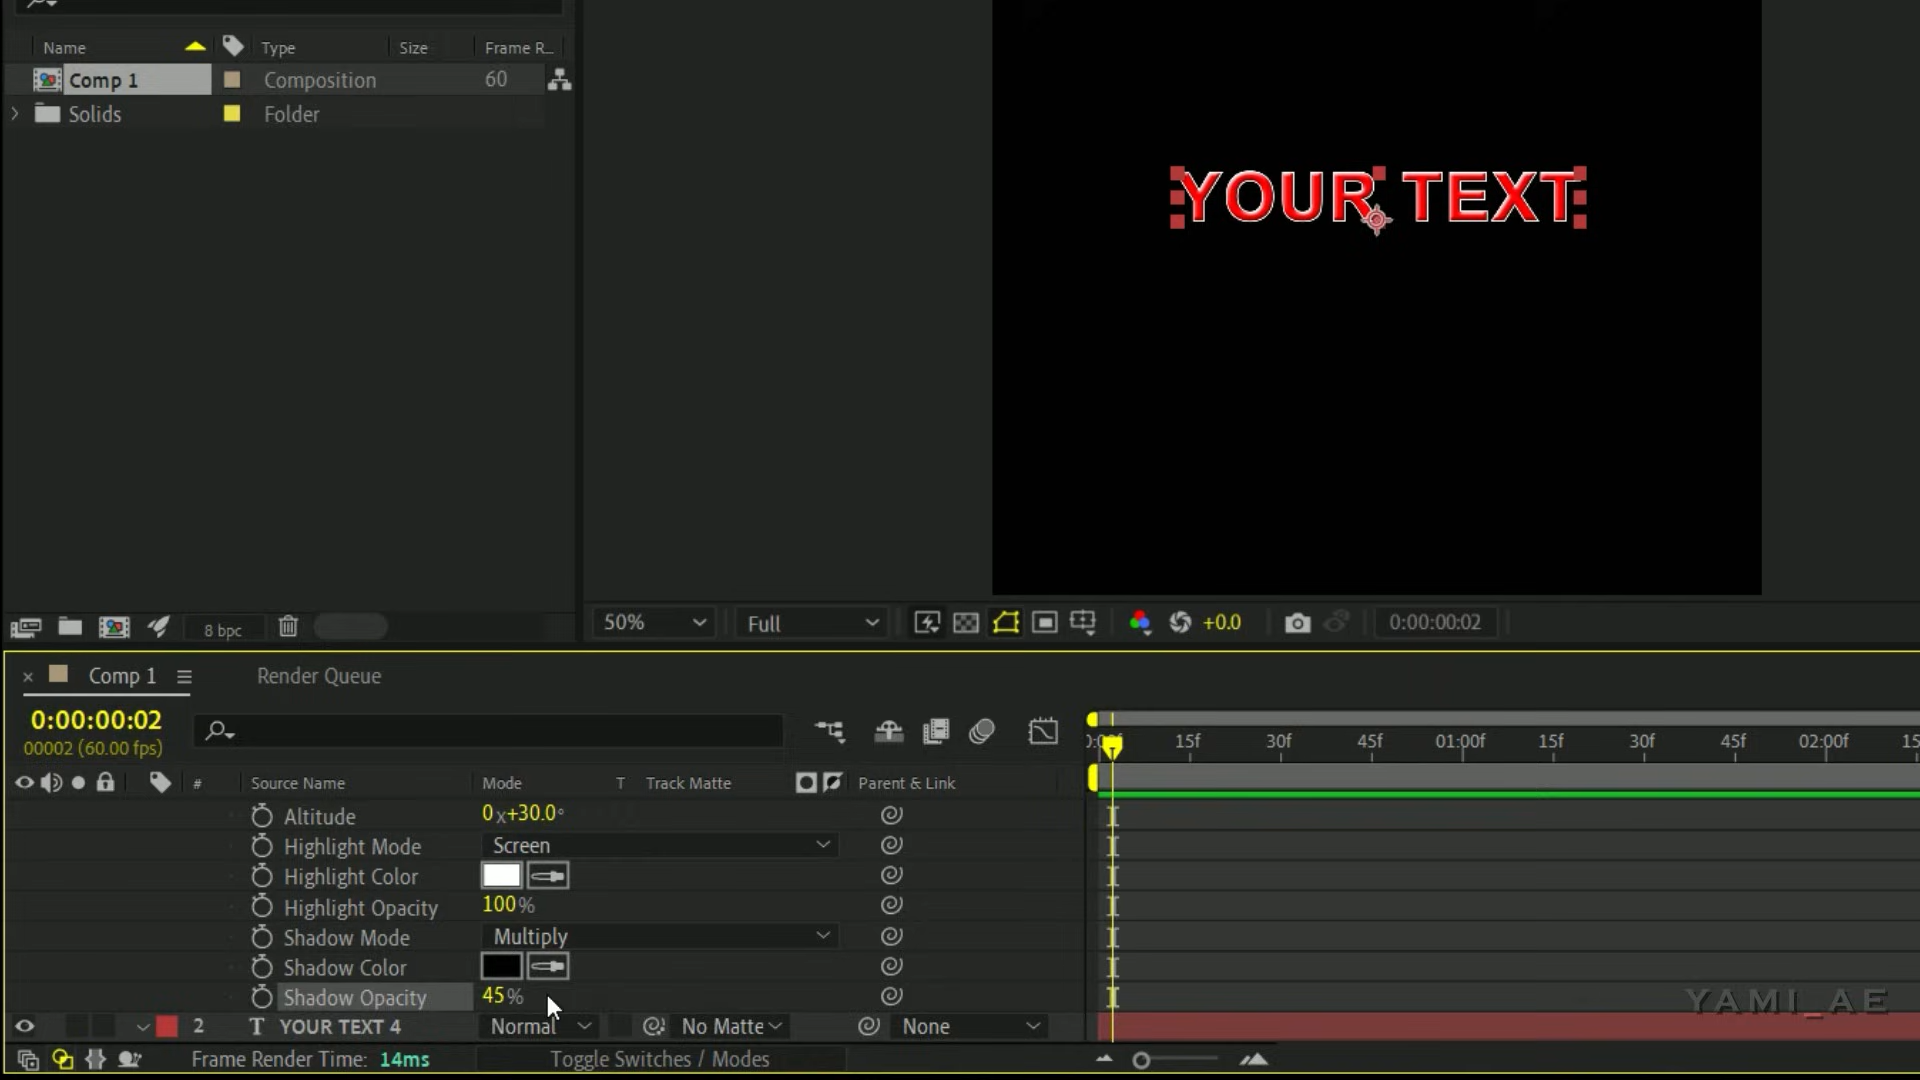 Name Type Size Frame R...
Comp 1 Composition 60
Solids Folder
YOUR TEXT
8 bpc
50% Full +0.0 0:00:00:02
Comp 1 Render Queue
0:00:00:02
00002 (60.00 fps)
15f 30f 45f 01:00f 15f 30f 45f 02:00f
# Source Name Mode T Track Matte Parent & Link
Altitude 0x+30.0°
Highlight Mode Screen
Highlight Color
Highlight Opacity 100%
Shadow Mode Multiply
Shadow Color
Shadow Opacity 45%
YAMI_AE
2 T YOUR TEXT 4 Normal No Matte None
Frame Render Time: 14ms Toggle Switches / Modes